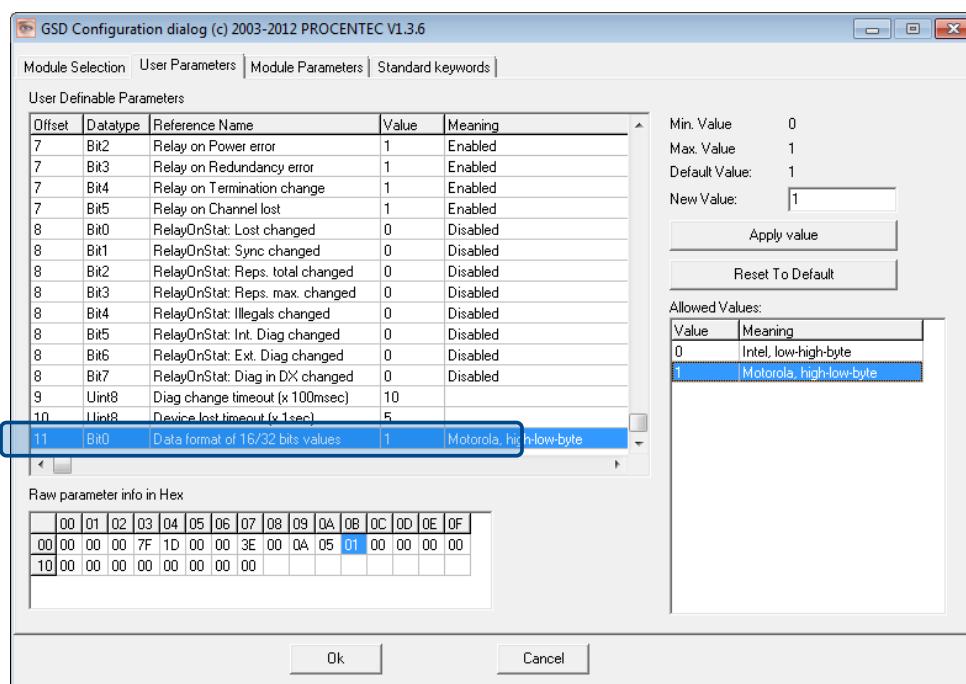 GSD Configuration dialog (c) 2003-2012 PROCENTEC V1.3.6
Module Selection User Parameters Module Parameters Standard keywords
User Definable Parameters
Offset Datatype Reference Name Value Meaning
7 Bit2 Relay on Power error 1 Enabled
7 Bit3 Relay on Redundancy error 1 Enabled
7 Bit4 Relay on Termination change 1 Enabled
7 Bit5 Relay on Channel lost 1 Enabled
8 Bit0 RelayOnStat: Lost changed 0 Disabled
8 Bit1 RelayOnStat: Sync changed 0 Disabled
8 Bit2 RelayOnStat: Reps. total changed 0 Disabled
8 Bit3 RelayOnStat: Reps. max. changed 0 Disabled
8 Bit4 RelayOnStat: Illegals changed 0 Disabled
8 Bit5 RelayOnStat: Int. Diag changed 0 Disabled
8 Bit6 RelayOnStat: Ext. Diag changed 0 Disabled
8 Bit7 RelayOnStat: Diag in DX changed 0 Disabled
9 Uint8 Diag change timeout (x 100msec) 10
10 Uint8 Device lost timeout (x 1sec) 5
11 Bit0 Data format of 16/32 bits values 1 Motorola, high-low-byte
Min. Value 0
Max. Value 1
Default Value: 1
New Value: 1
Apply value
Reset To Default
Allowed Values:
Value Meaning
0 Intel, low-high-byte
1 Motorola, high-low-byte
Raw parameter info in Hex
00 01 02 03 04 05 06 07 08 09 0A 0B 0C 0D 0E 0F
00 00 00 00 7F 1D 00 00 3E 00 0A 05 01 00 00 00 00
10 00 00 00 00 00 00 00 00
Ok Cancel